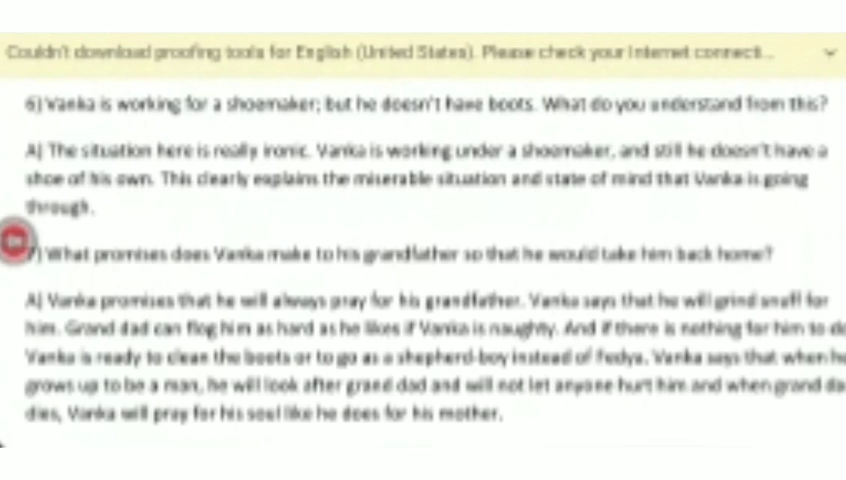 Couldn't download proofing tools for English (United States). Please check your Internet connecti...
6) Vanka is working for a shoemaker; but he doesn't have boots. What do you understand from this?
A) The situation here is really ironic. Vanka is working under a shoemaker, and still he doesn't have a
shoe of his own. This clearly explains the miserable situation and state of mind that Vanka is going
through.
7) What promises does Vanka make to his grandfather so that he would take him back home?
A) Vanka promises that he will always pray for his grandfather. Vanka says that he will grind snuff for
him. Grand dad can flog him as hard as he likes if Vanka is naughty. And if there is nothing for him to do
Vanka is ready to clean the boots or to go as a shepherd-boy instead of Fedya. Vanka says that when he
grows up to be a man, he will look after grand dad and will not let anyone hurt him and when grand da
dies, Vanka will pray for his soul like he does for his mother.